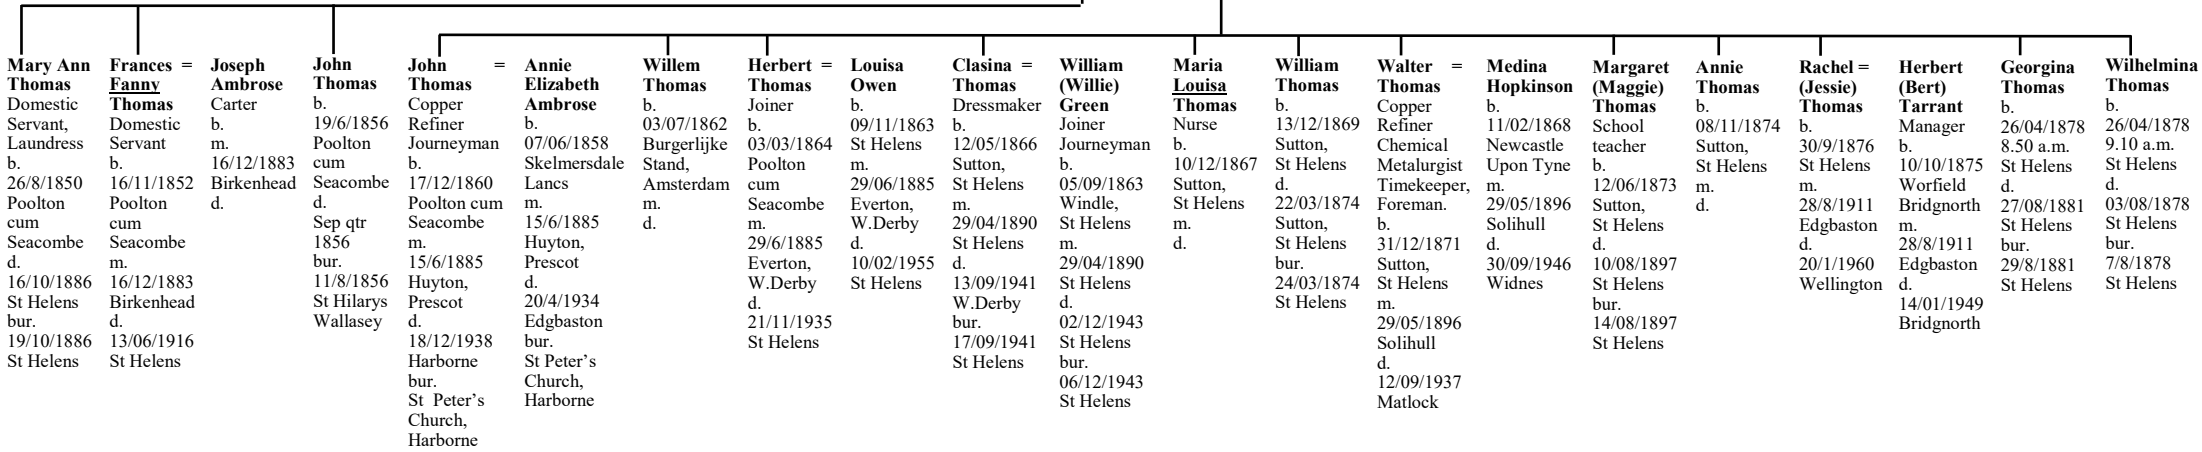 Mary Ann
Thomas
Domestic
Servant,
Laundress
b.
26/8/1850
Poolton
cum
Seacombe
d.
16/10/1886
St Helens
bur.
19/10/1886
St Helens
Frances =
Fanny
Thomas
Domestic
Servant
b.
16/11/1852
Poolton
cum
Seacombe
m.
16/12/1883
Birkenhead
d.
13/06/1916
St Helens
Joseph
Ambrose
Carter
b.
m.
16/12/1883
Birkenhead
d.
John
Thomas
b.
19/6/1856
Poolton
cum
Seacombe
d.
Sep qtr
1856
bur.
11/8/1856
St Hilarys
Wallasey
John =
Thomas
Copper
Refiner
Journeyman
b.
17/12/1860
Poolton cum
Seacombe
m.
15/6/1885
Huyton,
Prescot
d.
18/12/1938
Harborne
bur.
St Peter’s
Church,
Harborne
Annie
Elizabeth
Ambrose
b.
07/06/1858
Skelmersdale
Lancs
m.
15/6/1885
Huyton,
Prescot
d.
20/4/1934
Edgbaston
bur.
St Peter’s
Church,
Harborne
Willem
Thomas
b.
03/07/1862
Burgerlijke
Stand,
Amsterdam
m.
d.
Herbert =
Thomas
Joiner
b.
03/03/1864
Poolton
cum
Seacombe
m.
29/6/1885
Everton,
W.Derby
d.
21/11/1935
St Helens
Louisa
Owen
b.
09/11/1863
St Helens
m.
29/06/1885
Everton,
W.Derby
d.
10/02/1955
St Helens
Clasina =
Thomas
Dressmaker
b.
12/05/1866
Sutton,
St Helens
m.
29/04/1890
St Helens
d.
13/09/1941
W.Derby
bur.
17/09/1941
St Helens
William
(Willie)
Green
Joiner
Journeyman
b.
05/09/1863
Windle,
St Helens
m.
29/04/1890
St Helens
d.
02/12/1943
St Helens
bur.
06/12/1943
St Helens
Maria
Louisa
Thomas
Nurse
b.
10/12/1867
Sutton,
St Helens
m.
d.
William
Thomas
b.
13/12/1869
Sutton,
St Helens
d.
22/03/1874
Sutton,
St Helens
bur.
24/03/1874
St Helens
Walter =
Thomas
Copper
Refiner
Chemical
Metalurgist
Timekeeper,
Foreman.
b.
31/12/1871
Sutton,
St Helens
m.
29/05/1896
Solihull
d.
12/09/1937
Matlock
Medina
Hopkinson
b.
11/02/1868
Newcastle
Upon Tyne
m.
29/05/1896
Solihull
d.
30/09/1946
Widnes
Margaret
(Maggie)
Thomas
School
teacher
b.
12/06/1873
Sutton,
St Helens
d.
10/08/1897
St Helens
bur.
14/08/1897
St Helens
Annie
Thomas
b.
08/11/1874
Sutton,
St Helens
m.
d.
Rachel =
(Jessie)
Thomas
b.
30/9/1876
St Helens
m.
28/8/1911
Edgbaston
d.
20/1/1960
Wellington
Herbert
(Bert)
Tarrant
Manager
b.
10/10/1875
Worfield
Bridgnorth
m.
28/8/1911
Edgbaston
d.
14/01/1949
Bridgnorth
Georgina
Thomas
b.
26/04/1878
8.50 a.m.
St Helens
d.
27/08/1881
St Helens
bur.
29/8/1881
St Helens
Wilhelmina
Thomas
b.
26/04/1878
9.10 a.m.
St Helens
d.
03/08/1878
St Helens
bur.
7/8/1878
St Helens